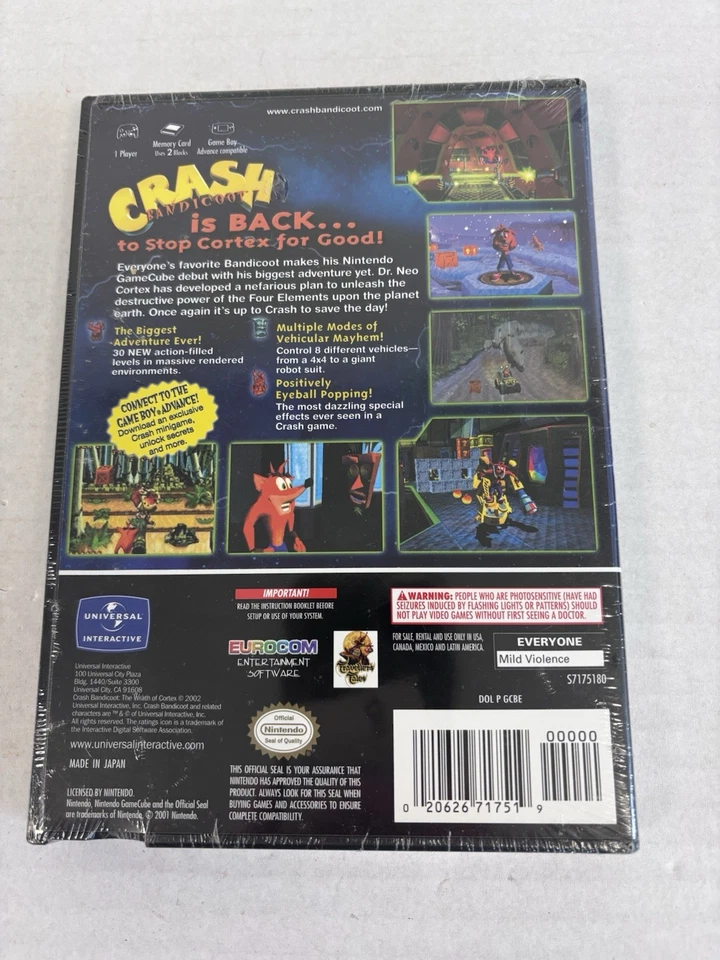 www.crashbandicoot.com
1 Player
Memory Card
Uses 2 Blocks
Game Boy
Advance compatible
CRASH
BANDICOOT
is BACK...
to Stop Cortex for Good!
Everyone's favorite Bandicoot makes his Nintendo
GameCube debut with his biggest adventure yet. Dr. Neo
Cortex has developed a nefarious plan to unleash the
destructive power of the Four Elements upon the planet
earth. Once again it's up to Crash to save the day!
The Biggest
Adventure Ever!
30 NEW action-filled
levels in massive rendered
environments.
Multiple Modes of
Vehicular Mayhem!
Control 8 different vehicles—
from a 4x4 to a giant
robot suit.
Positively
Eyeball Popping!
The most dazzling special
effects ever seen in a
Crash game.
CONNECT TO THE
GAME BOY® ADVANCE!
Download an exclusive
Crash minigame,
unlock secrets
and more.
UNIVERSAL
INTERACTIVE
Universal Interactive
100 Universal City Plaza
Bldg. 1440/Suite 3300
Universal City, CA 91608
Crash Bandicoot: The Wrath of Cortex © 2002
Universal Interactive, Inc. Crash Bandicoot and related
characters are ™ & © of Universal Interactive, Inc.
All rights reserved. The ratings icon is a trademark of
the Interactive Digital Software Association.
www.universalinteractive.com
MADE IN JAPAN
LICENSED BY NINTENDO.
Nintendo, Nintendo GameCube and the Official Seal
are trademarks of Nintendo. © 2001 Nintendo.
IMPORTANT!
READ THE INSTRUCTION BOOKLET BEFORE
SETUP OR USE OF YOUR SYSTEM.
EUROCOM
ENTERTAINMENT
SOFTWARE
Traveller's
Tales
Official
Nintendo
Seal of Quality
THIS OFFICIAL SEAL IS YOUR ASSURANCE THAT
NINTENDO HAS APPROVED THE QUALITY OF THIS
PRODUCT. ALWAYS LOOK FOR THIS SEAL WHEN
BUYING GAMES AND ACCESSORIES TO ENSURE
COMPLETE COMPATIBILITY.
WARNING: PEOPLE WHO ARE PHOTOSENSITIVE (HAVE HAD
SEIZURES INDUCED BY FLASHING LIGHTS OR PATTERNS) SHOULD
NOT PLAY VIDEO GAMES WITHOUT FIRST SEEING A DOCTOR.
FOR SALE, RENTAL AND USE ONLY IN USA,
CANADA, MEXICO AND LATIN AMERICA.
EVERYONE
Mild Violence
S7175180
DOL P GCBE
00000
0 20626 71751 9